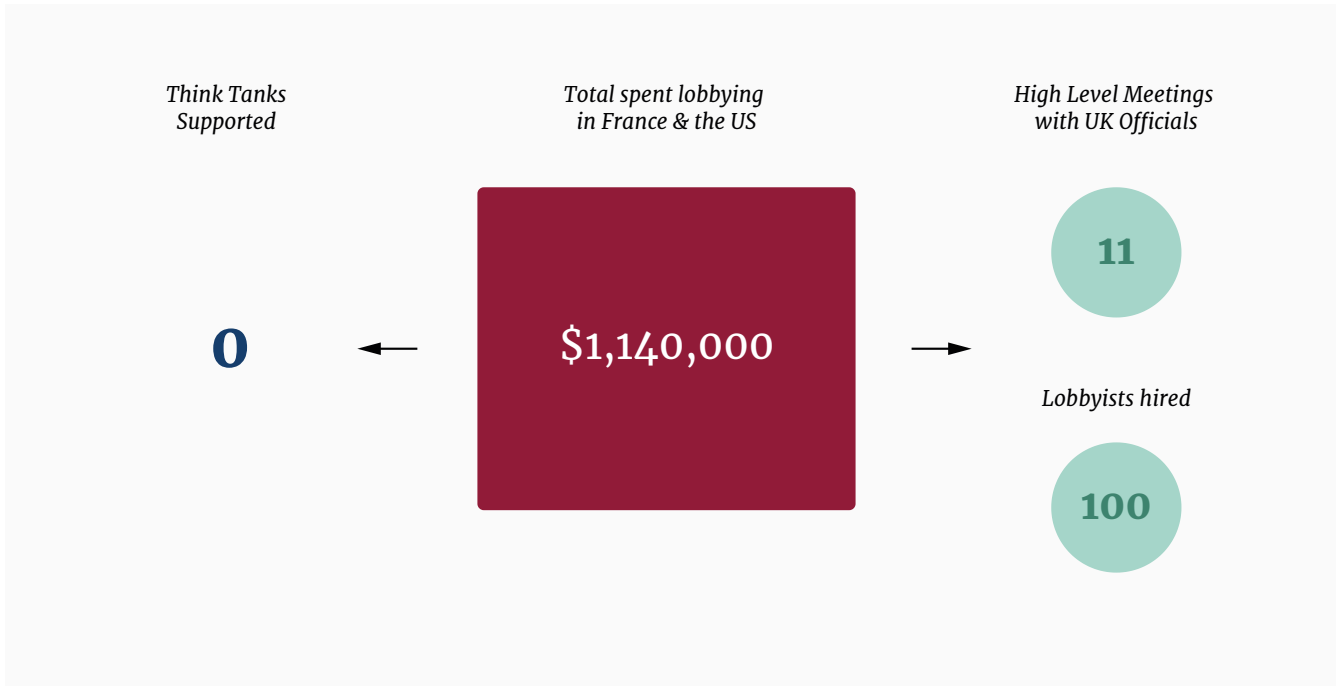 Think Tanks
Supported
0
Total spent lobbying
in France & the US
$1,140,000
High Level Meetings
with UK Officials
11
Lobbyists hired
100